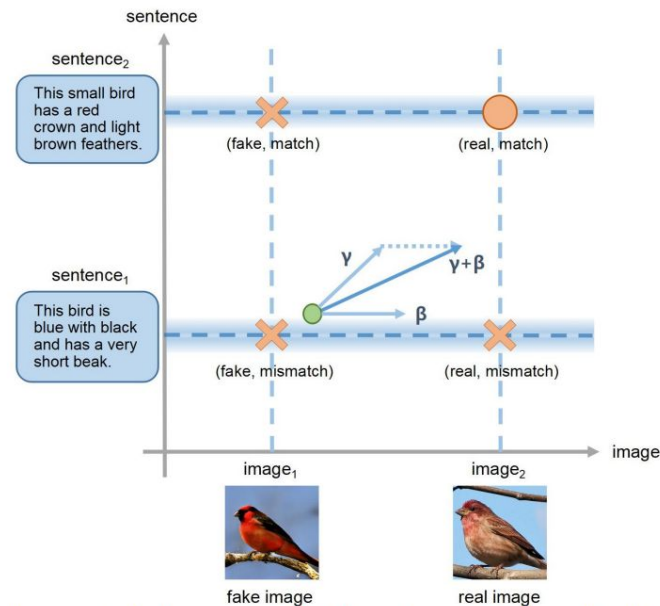 sentence
sentence₂
This small bird
has a red
crown and light
brown feathers.
(fake, match)
(real, match)
γ
γ+β
β
sentence₁
This bird is
blue with black
and has a very
short beak.
(fake, mismatch)
(real, mismatch)
image
image₁
image₂
fake image
real image